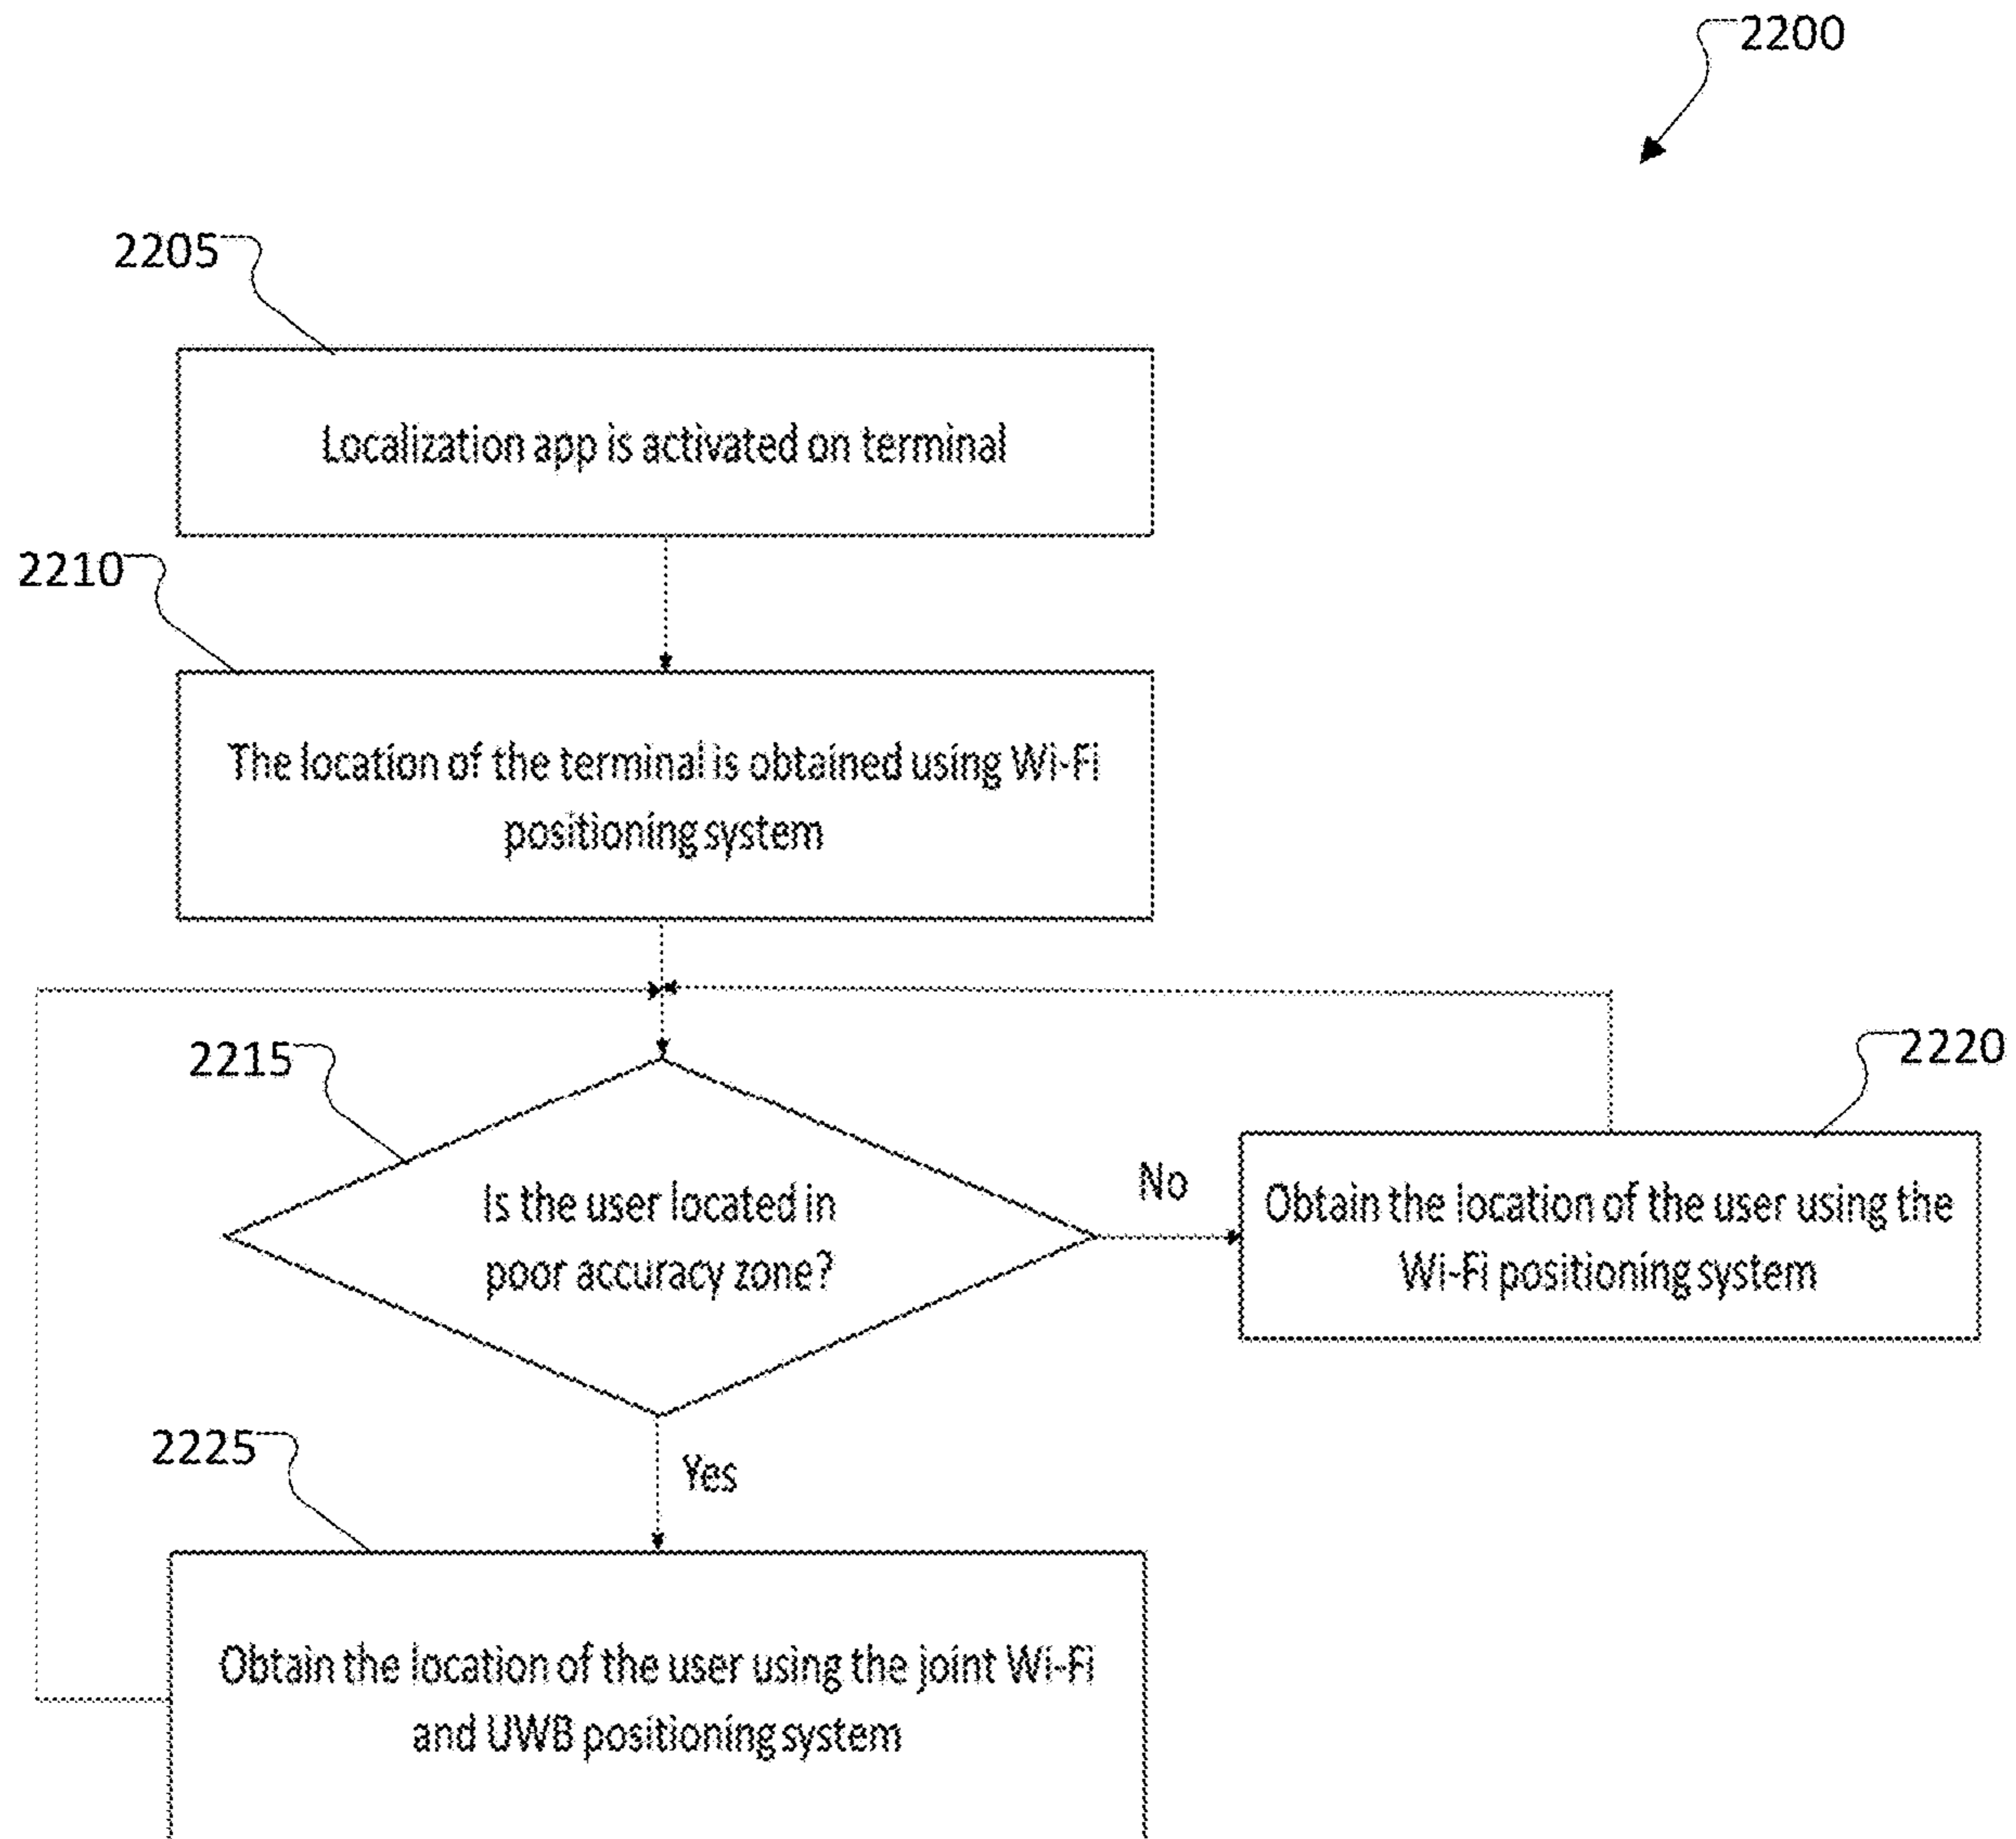 2200
2205
Localization app is activated on terminal
2210
The location of the terminal is obtained using Wi-Fi
positioning system
2215
2220
Is the user located in
poor accuracy zone?
No
Obtain the location of the user using the
Wi-Fi positioning system
2225
Yes
Obtain the location of the user using the joint Wi-Fi
and UWB positioning system